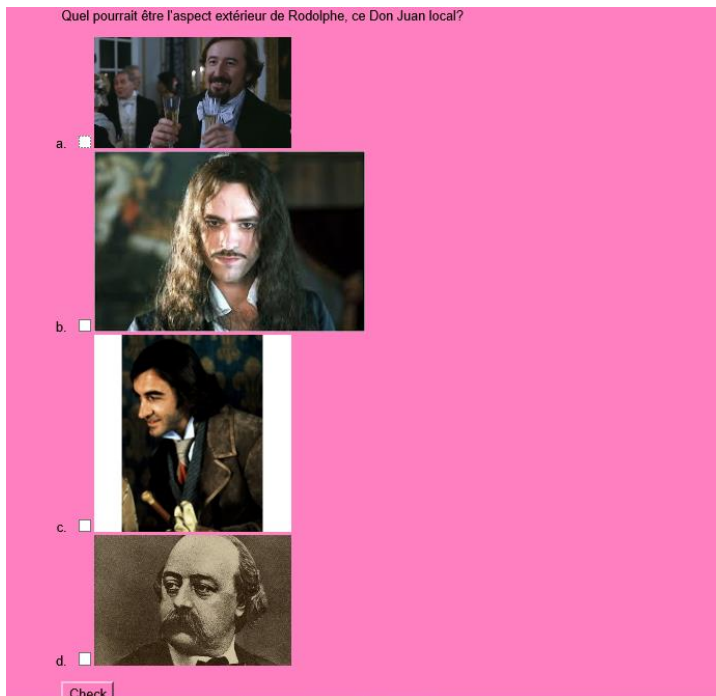 Quel pourrait être l'aspect extérieur de Rodolphe, ce Don Juan local?
a.
b.
c.
d.
Check